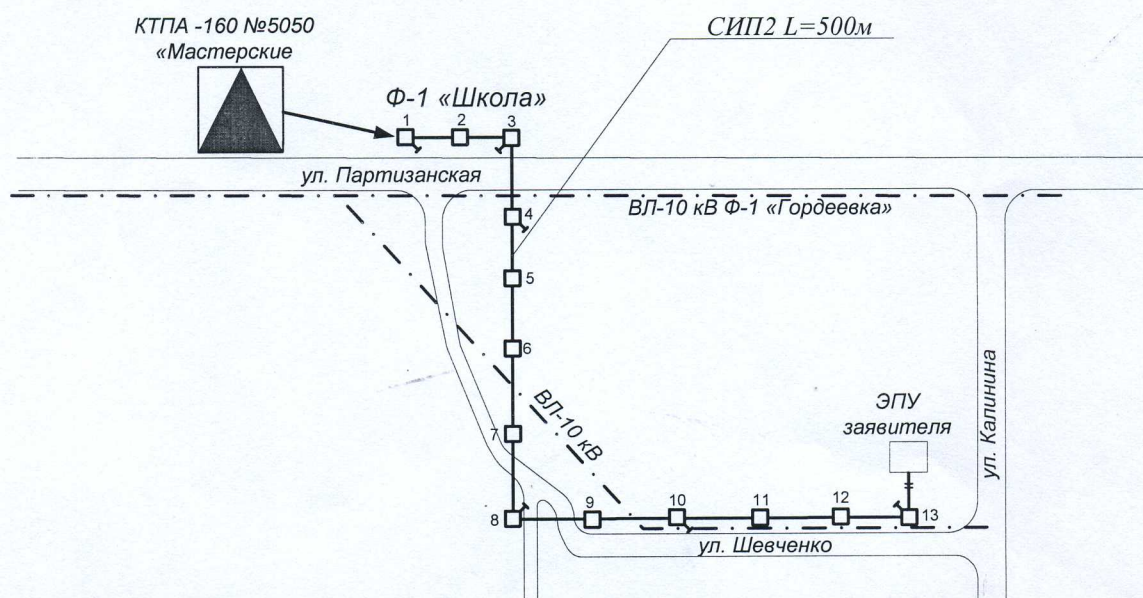 КТПА -160 №5050
«Мастерские
СИП2 L=500м
Ф-1 «Школа»
1
2
3
ул. Партизанская
ВЛ-10 кВ Ф-1 «Гордеевка»
4
5
6
ВЛ-10 кВ
7
ЭПУ
заявителя
ул. Калинина
8
9
10
11
12
13
ул. Шевченко